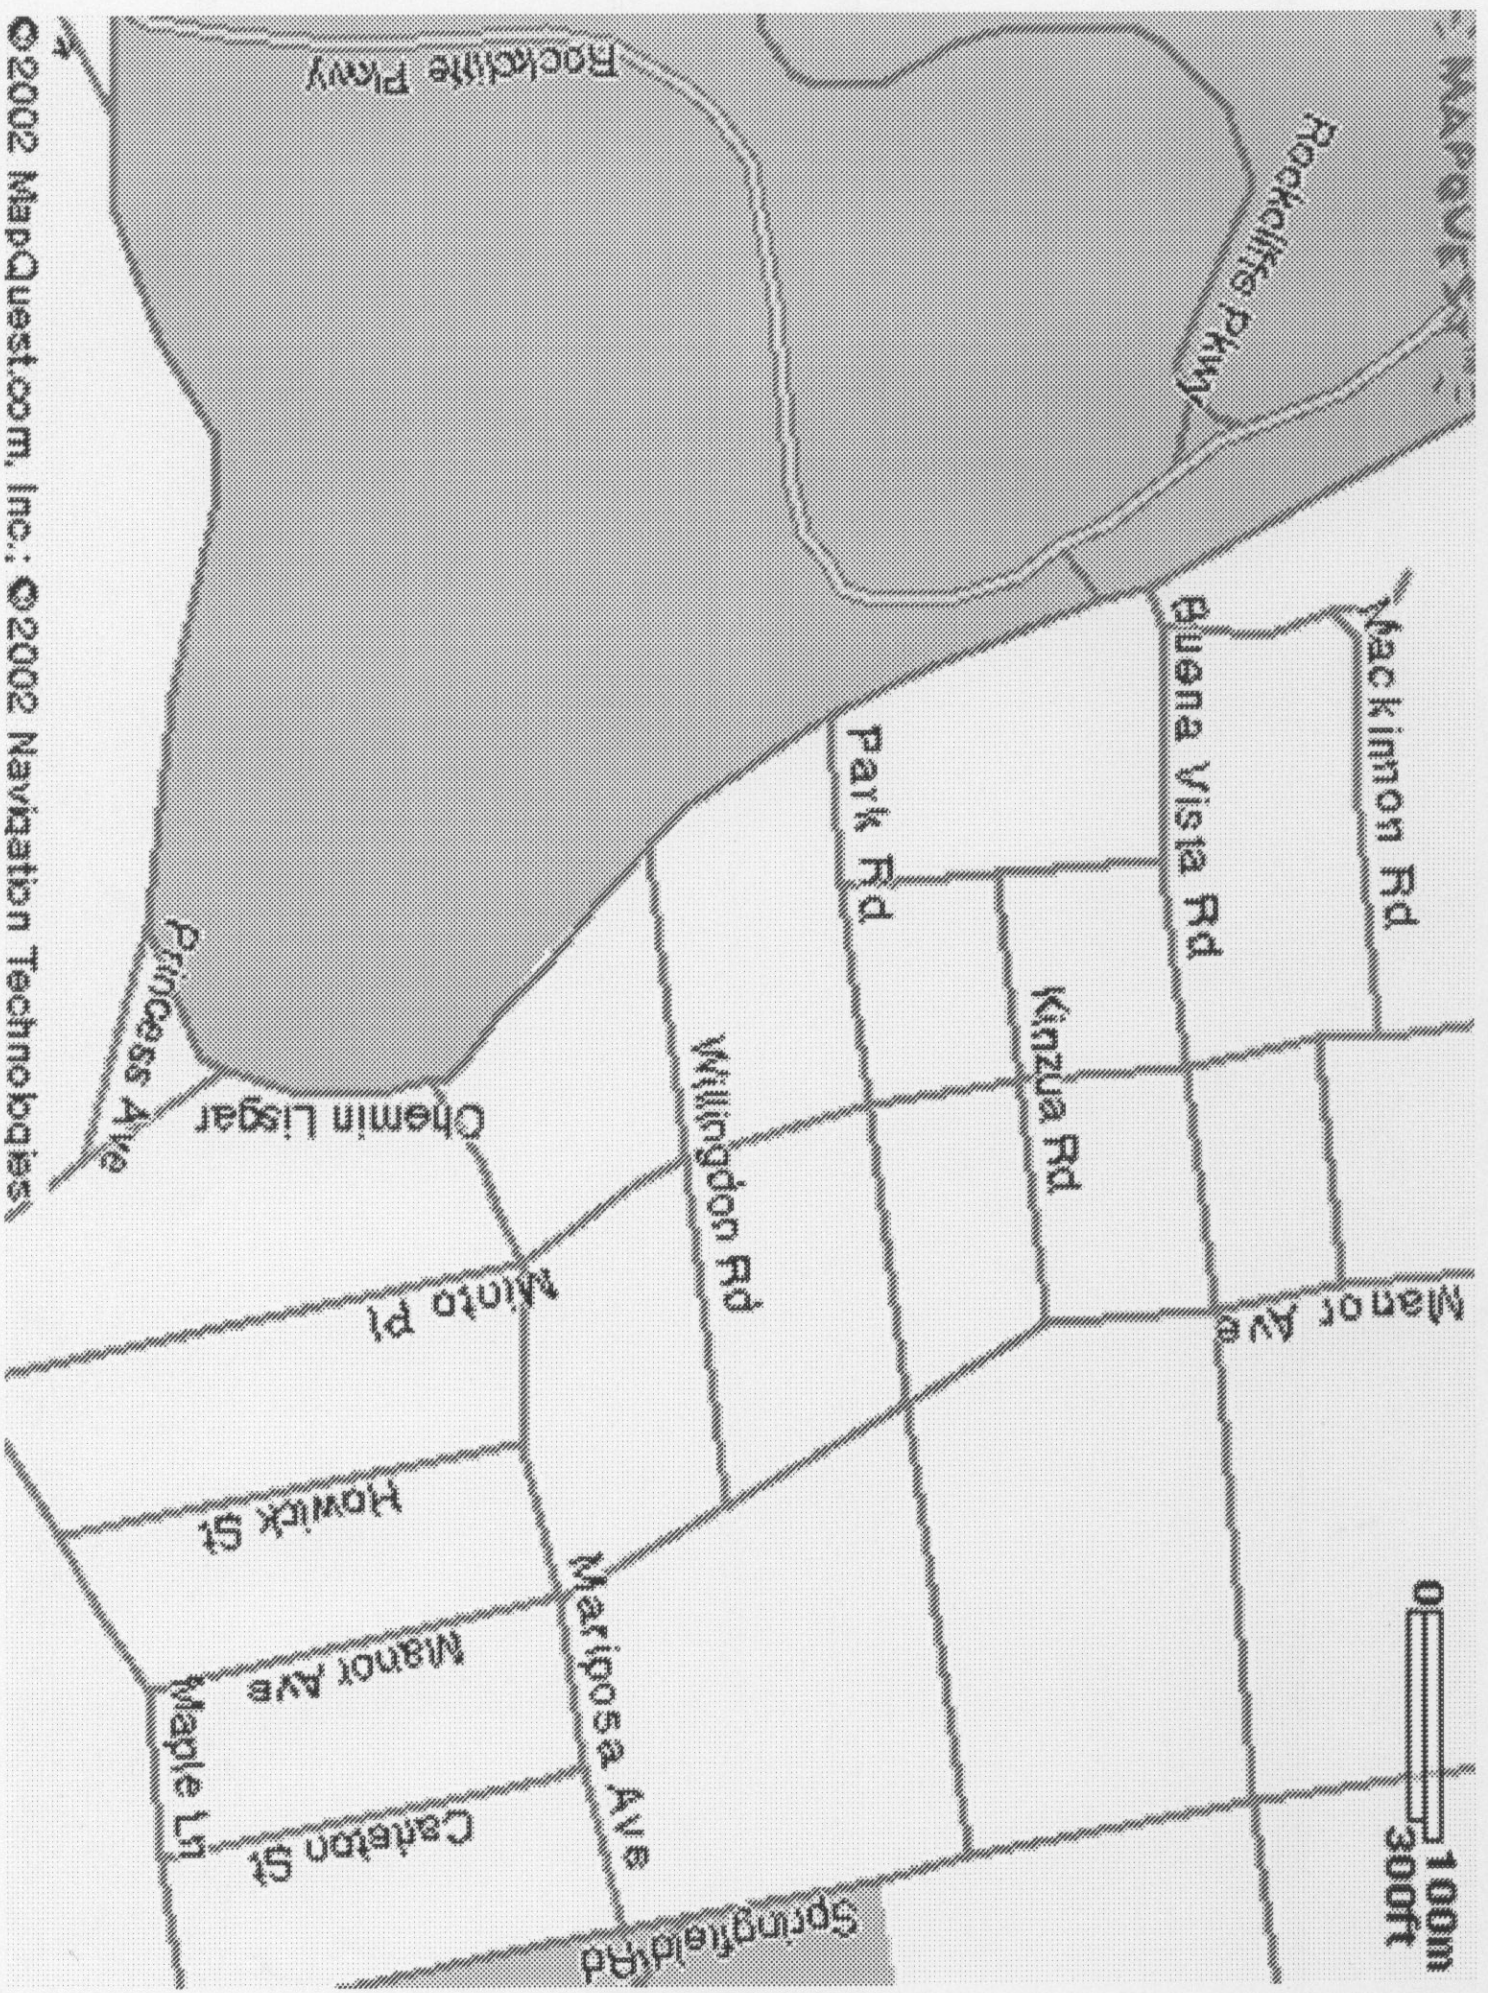 MAPQUEST
Rockcliffe Pkwy
Rockcliffe Pkwy
Mackinnon Rd
Buena Vista Rd
Park Rd
Kinzua Rd
Willingdon Rd
Princess Ave
Chemin Lisgar
Minto Pl
Manor Ave
Howick St
Mariposa Ave
Manor Ave
Maple Ln
Carleton St
Springfield Rd
0
100m
300ft
©2002 MapQuest.com, Inc.; ©2002 Navigation Technologies